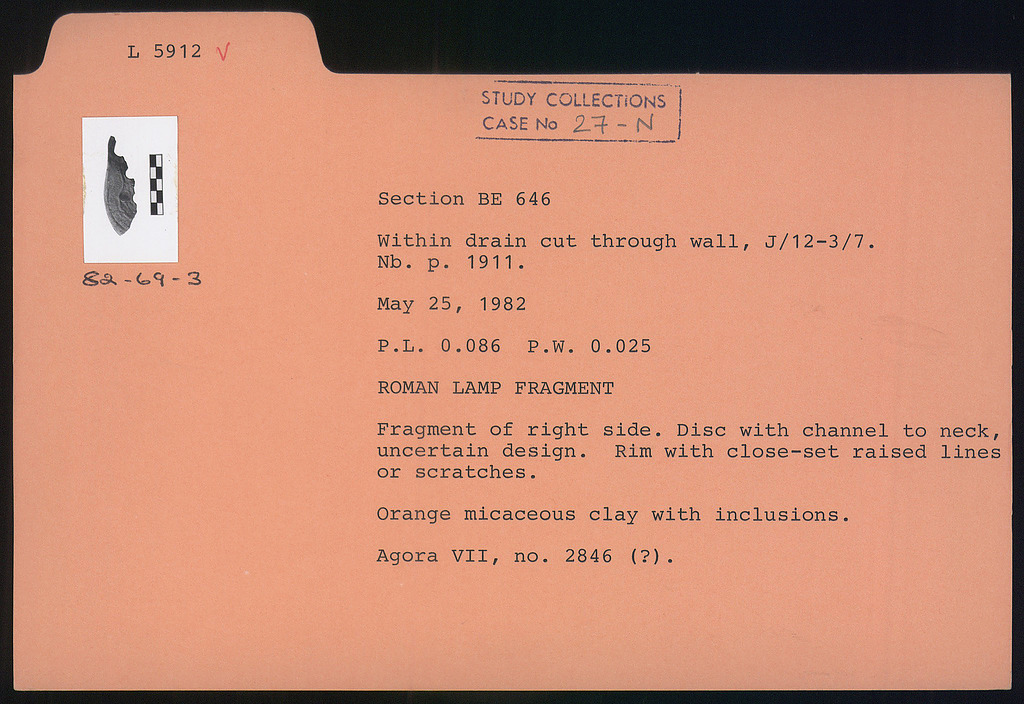 L 5912 √
STUDY COLLECTIONS
CASE No 27-N
82-69-3
Section BE 646
Within drain cut through wall, J/12-3/7.
Nb. p. 1911.
May 25, 1982
P.L. 0.086  P.W. 0.025
ROMAN LAMP FRAGMENT
Fragment of right side. Disc with channel to neck,
uncertain design.  Rim with close-set raised lines
or scratches.
Orange micaceous clay with inclusions.
Agora VII, no. 2846 (?).